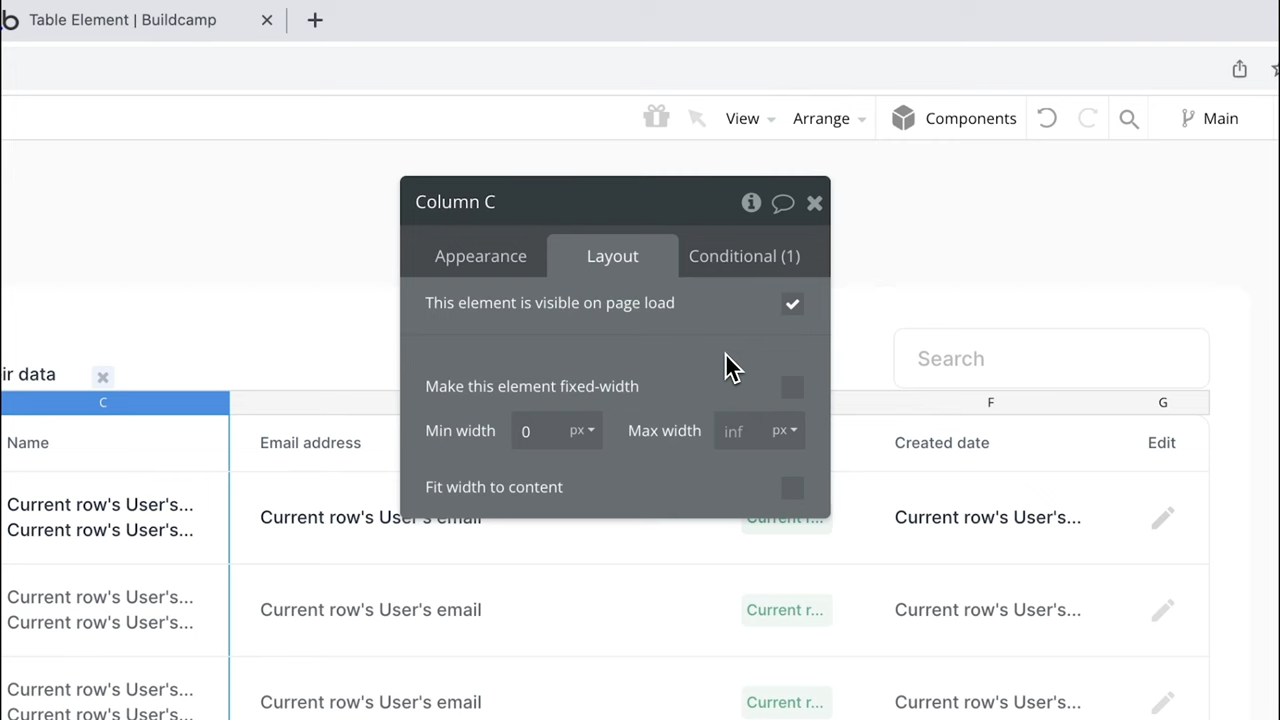 Table Element | Buildcamp
View
Arrange
Components
Main
Column C
Appearance
Layout
Conditional (1)
This element is visible on page load
Make this element fixed-width
Min width 0 px Max width inf px
Fit width to content
ir data
Search
C
F
G
Name
Email address
Created date
Edit
Current row's User's...
Current row's User's...
Current row's User's email
Current r...
Current row's User's...
Current row's User's...
Current row's User's...
Current row's User's email
Current r...
Current row's User's...
Current row's User's...
Current row's User's...
Current row's User's email
Current r...
Current row's User's...